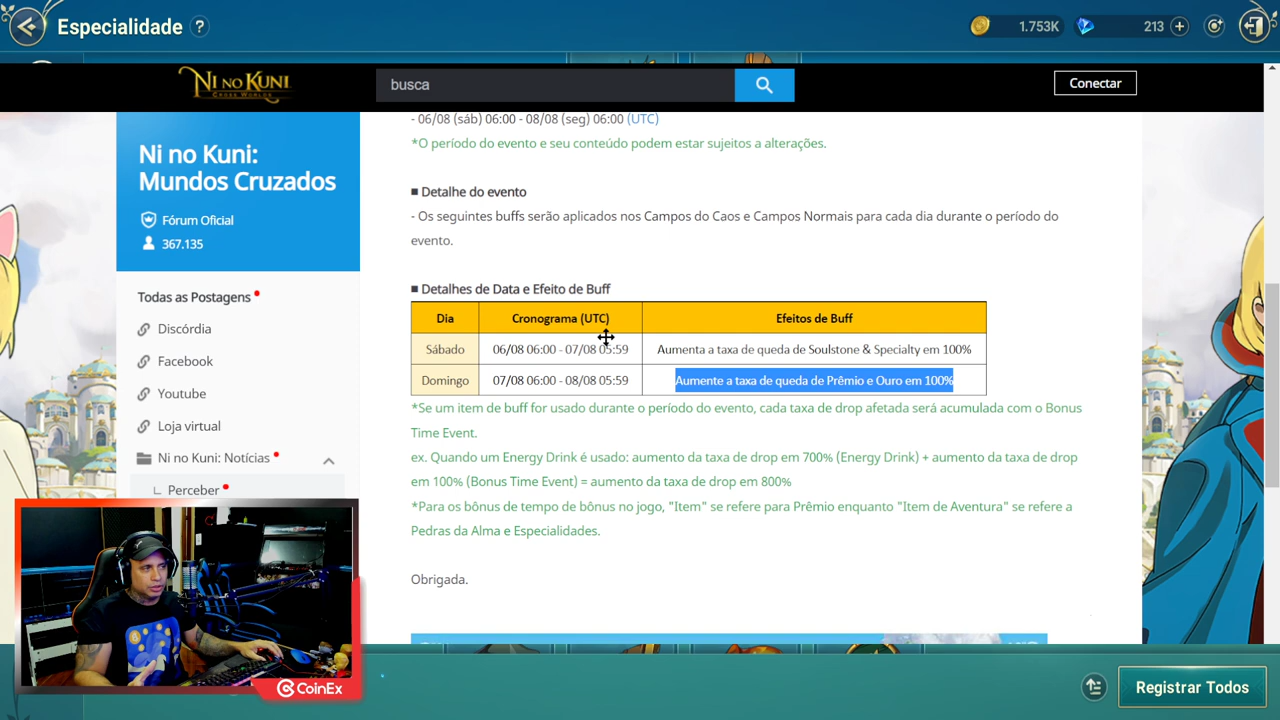 Especialidade ?
1.753K
213
Ni no Kuni
CROSS WORLDS
busca
Conectar
- 06/08 (sáb) 06:00 - 08/08 (seg) 06:00 (UTC)
*O período do evento e seu conteúdo podem estar sujeitos a alterações.
Ni no Kuni:
Mundos Cruzados
Fórum Oficial
367.135
Todas as Postagens
Discórdia
Facebook
Youtube
Loja virtual
Ni no Kuni: Notícias
Perceber
■ Detalhe do evento
- Os seguintes buffs serão aplicados nos Campos do Caos e Campos Normais para cada dia durante o período do
evento.
■ Detalhes de Data e Efeito de Buff
Dia Cronograma (UTC) Efeitos de Buff
Sábado 06/08 06:00 - 07/08 05:59 Aumenta a taxa de queda de Soulstone & Specialty em 100%
Domingo 07/08 06:00 - 08/08 05:59 Aumente a taxa de queda de Prêmio e Ouro em 100%
*Se um item de buff for usado durante o período do evento, cada taxa de drop afetada será acumulada com o Bonus
Time Event.
ex. Quando um Energy Drink é usado: aumento da taxa de drop em 700% (Energy Drink) + aumento da taxa de drop
em 100% (Bonus Time Event) = aumento da taxa de drop em 800%
*Para os bônus de tempo de bônus no jogo, "Item" se refere para Prêmio enquanto "Item de Aventura" se refere a
Pedras da Alma e Especialidades.
Obrigada.
CoinEx
Registrar Todos